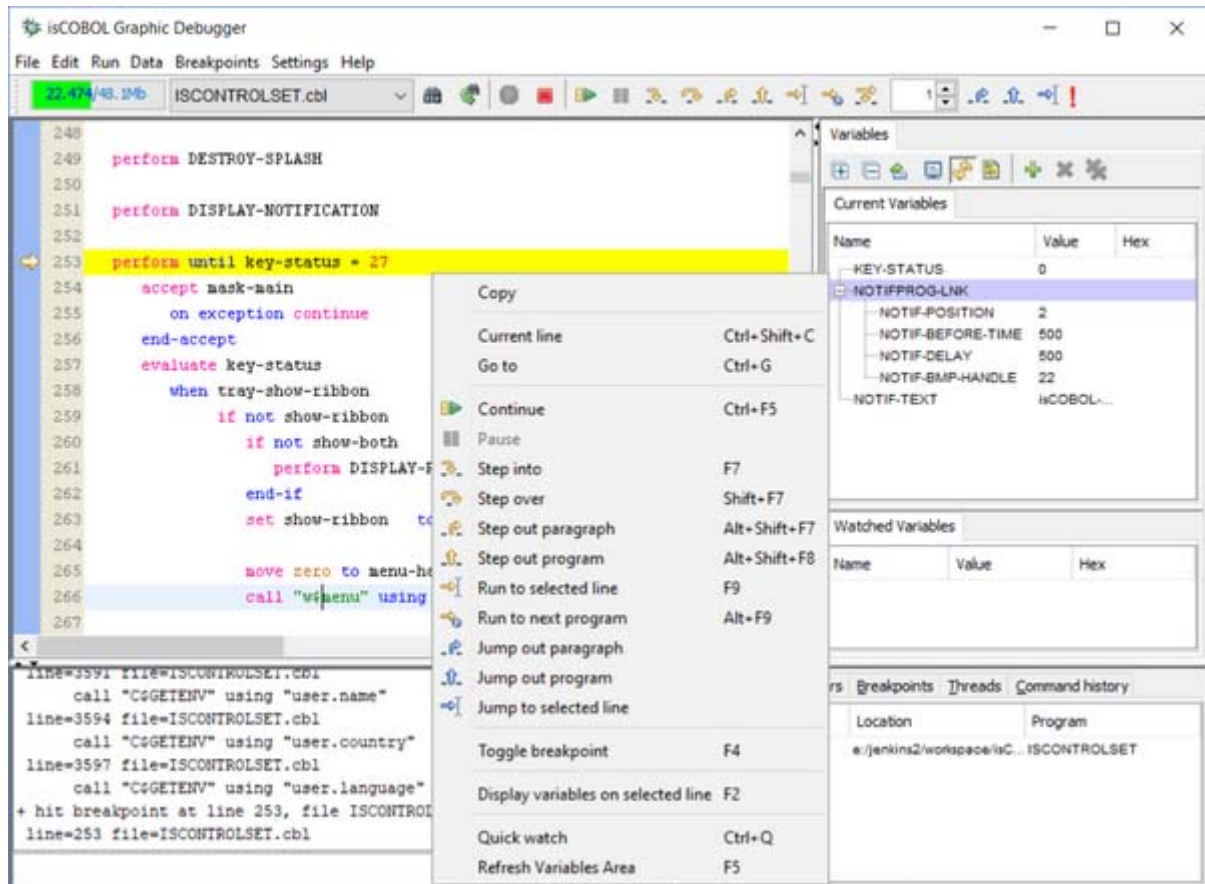 isCOBOL Graphic Debugger
File Edit Run Data Breakpoints Settings Help
22.474/48.1Mb ISCONTROLSET.cbl 1
248
249 perform DESTROY-SPLASH
250
251 perform DISPLAY-NOTIFICATION
252
253 perform until key-status = 27
254 accept mask-main
255 on exception continue
256 end-accept
257 evaluate key-status
258 when tray-show-ribbon
259 if not show-ribbon
260 if not show-both
261 perform DISPLAY-
262 end-if
263 set show-ribbon to
264
265 move zero to menu-ha
266 call "w$menu" using
267
Copy
Current line Ctrl+Shift+C
Go to Ctrl+G
Continue Ctrl+F5
Pause
Step into F7
Step over Shift+F7
Step out paragraph Alt+Shift+F7
Step out program Alt+Shift+F8
Run to selected line F9
Run to next program Alt+F9
Jump out paragraph
Jump out program
Jump to selected line
Toggle breakpoint F4
Display variables on selected line F2
Quick watch Ctrl+Q
Refresh Variables Area F5
Variables
Current Variables
Name Value Hex
KEY-STATUS 0
NOTIFPROG-LNK
NOTIF-POSITION 2
NOTIF-BEFORE-TIME 500
NOTIF-DELAY 500
NOTIF-BMP-HANDLE 22
NOTIF-TEXT isCOBOL-...
Watched Variables
Name Value Hex
line=3591 file=ISCONTROLSET.cbl
call "C$GETENV" using "user.name"
line=3594 file=ISCONTROLSET.cbl
call "C$GETENV" using "user.country"
line=3597 file=ISCONTROLSET.cbl
call "C$GETENV" using "user.language"
+ hit breakpoint at line 253, file ISCONTROL
line=253 file=ISCONTROLSET.cbl
rs Breakpoints Threads Command history
Location Program
e:/jenkins2/workspace/isC... ISCONTROLSET